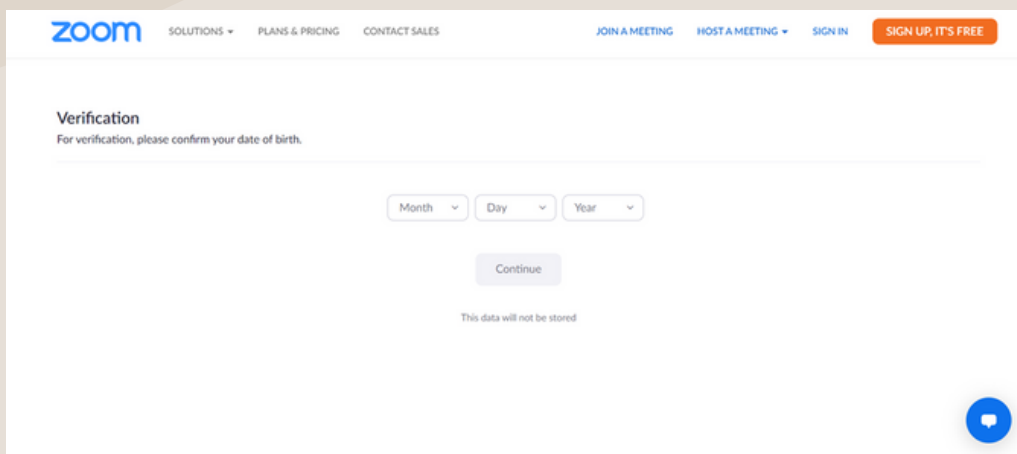 zoom SOLUTIONS PLANS & PRICING CONTACT SALES JOIN A MEETING HOST A MEETING SIGN IN SIGN UP, IT'S FREE
Verification
For verification, please confirm your date of birth.
Month Day Year
Continue
This data will not be stored